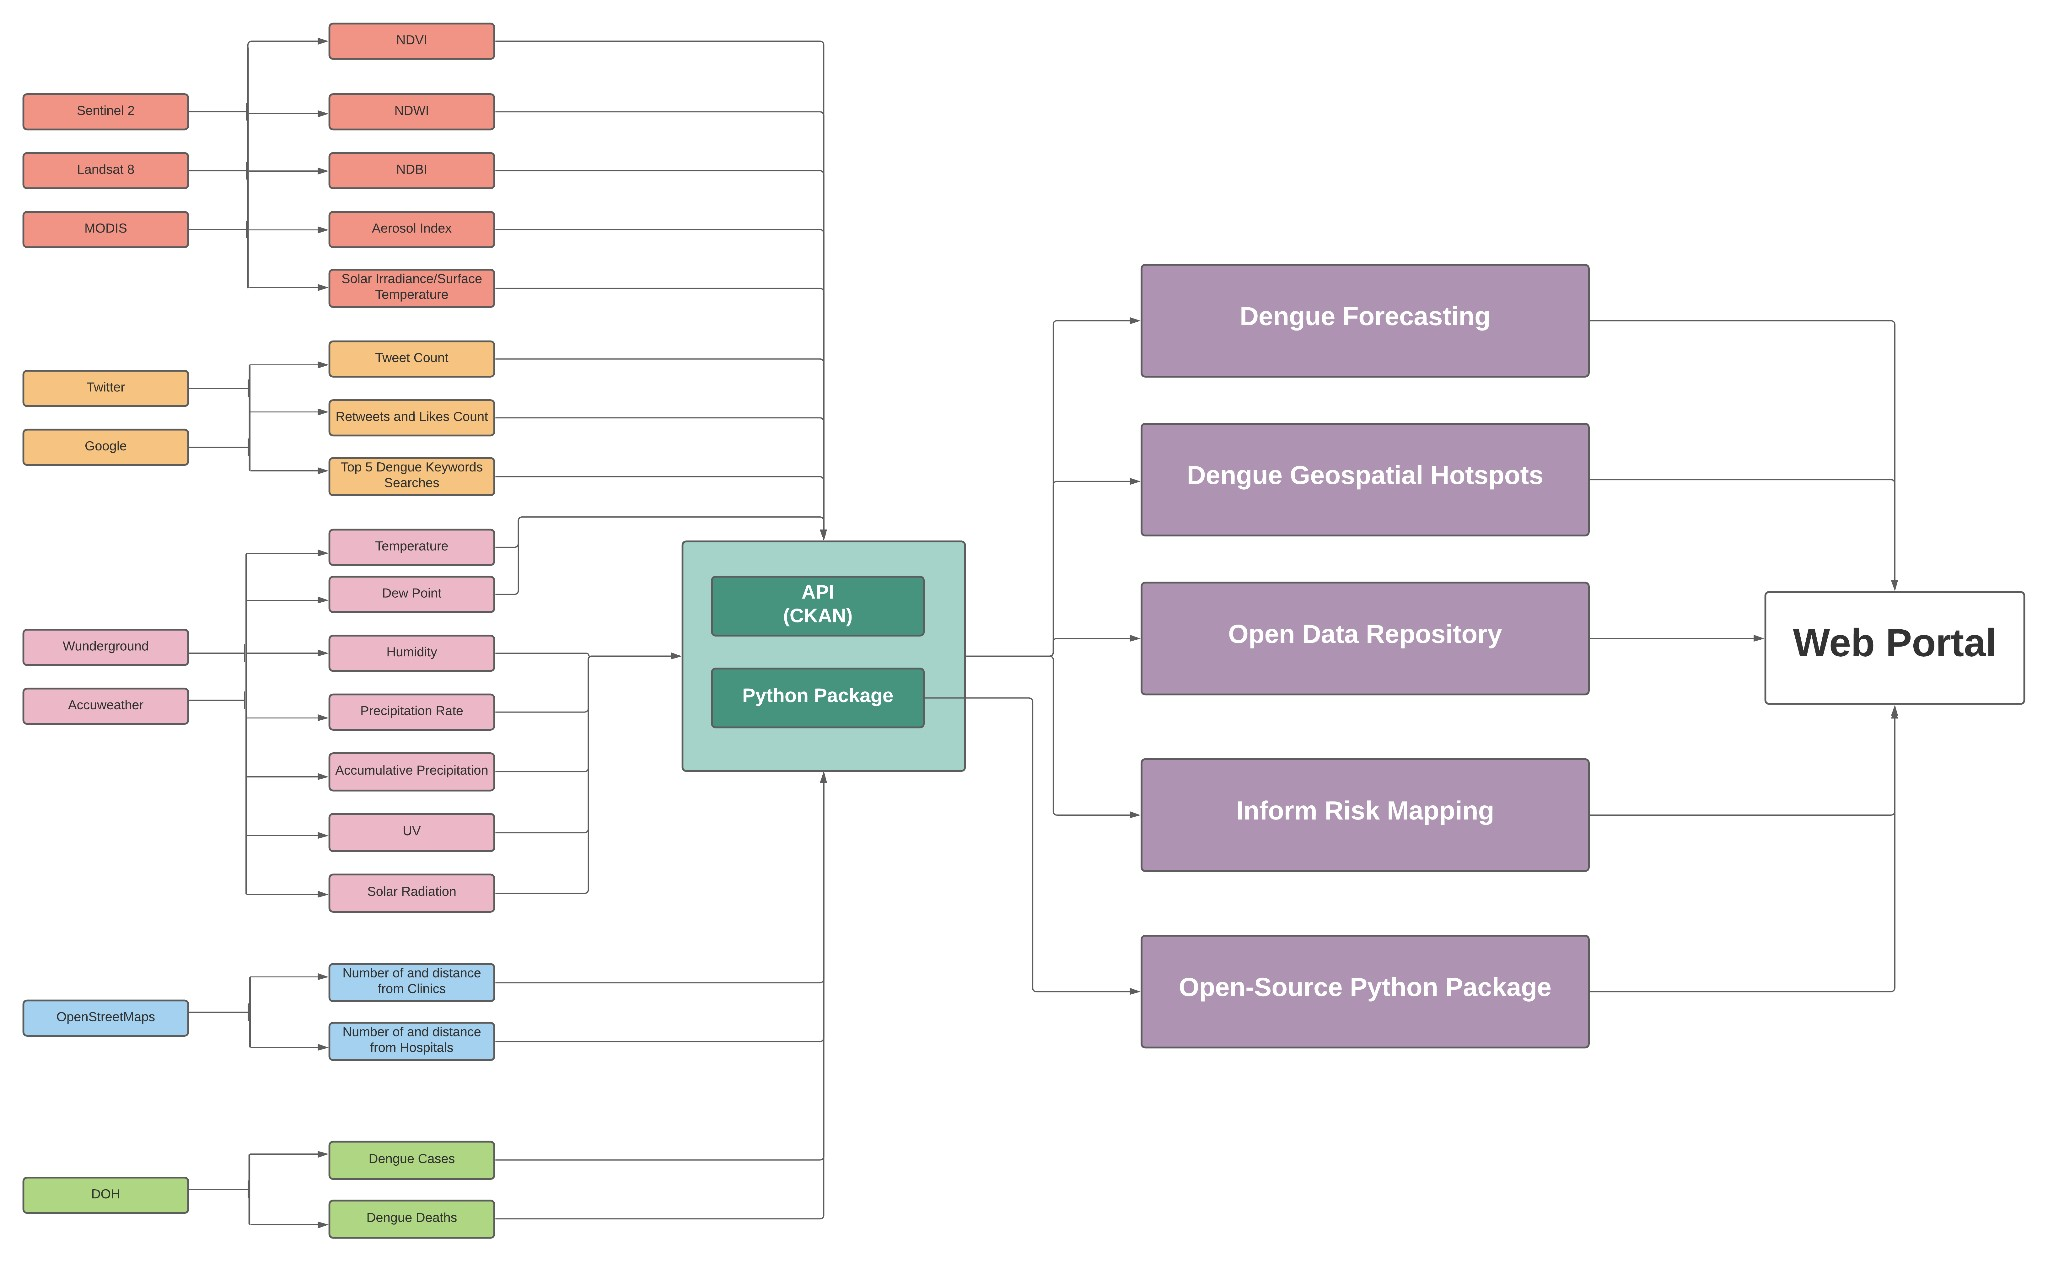 Sentinel 2
Landsat 8
MODIS
NDVI
NDWI
NDBI
Aerosol Index
Solar Irradiance/Surface
Temperature
Twitter
Google
Tweet Count
Retweets and Likes Count
Top 5 Dengue Keywords
Searches
Wunderground
Accuweather
Temperature
Dew Point
Humidity
Precipitation Rate
Accumulative Precipitation
UV
Solar Radiation
OpenStreetMaps
Number of and distance
from Clinics
Number of and distance
from Hospitals
DOH
Dengue Cases
Dengue Deaths
API
(CKAN)
Python Package
Dengue Forecasting
Dengue Geospatial Hotspots
Open Data Repository
Inform Risk Mapping
Open-Source Python Package
Web Portal